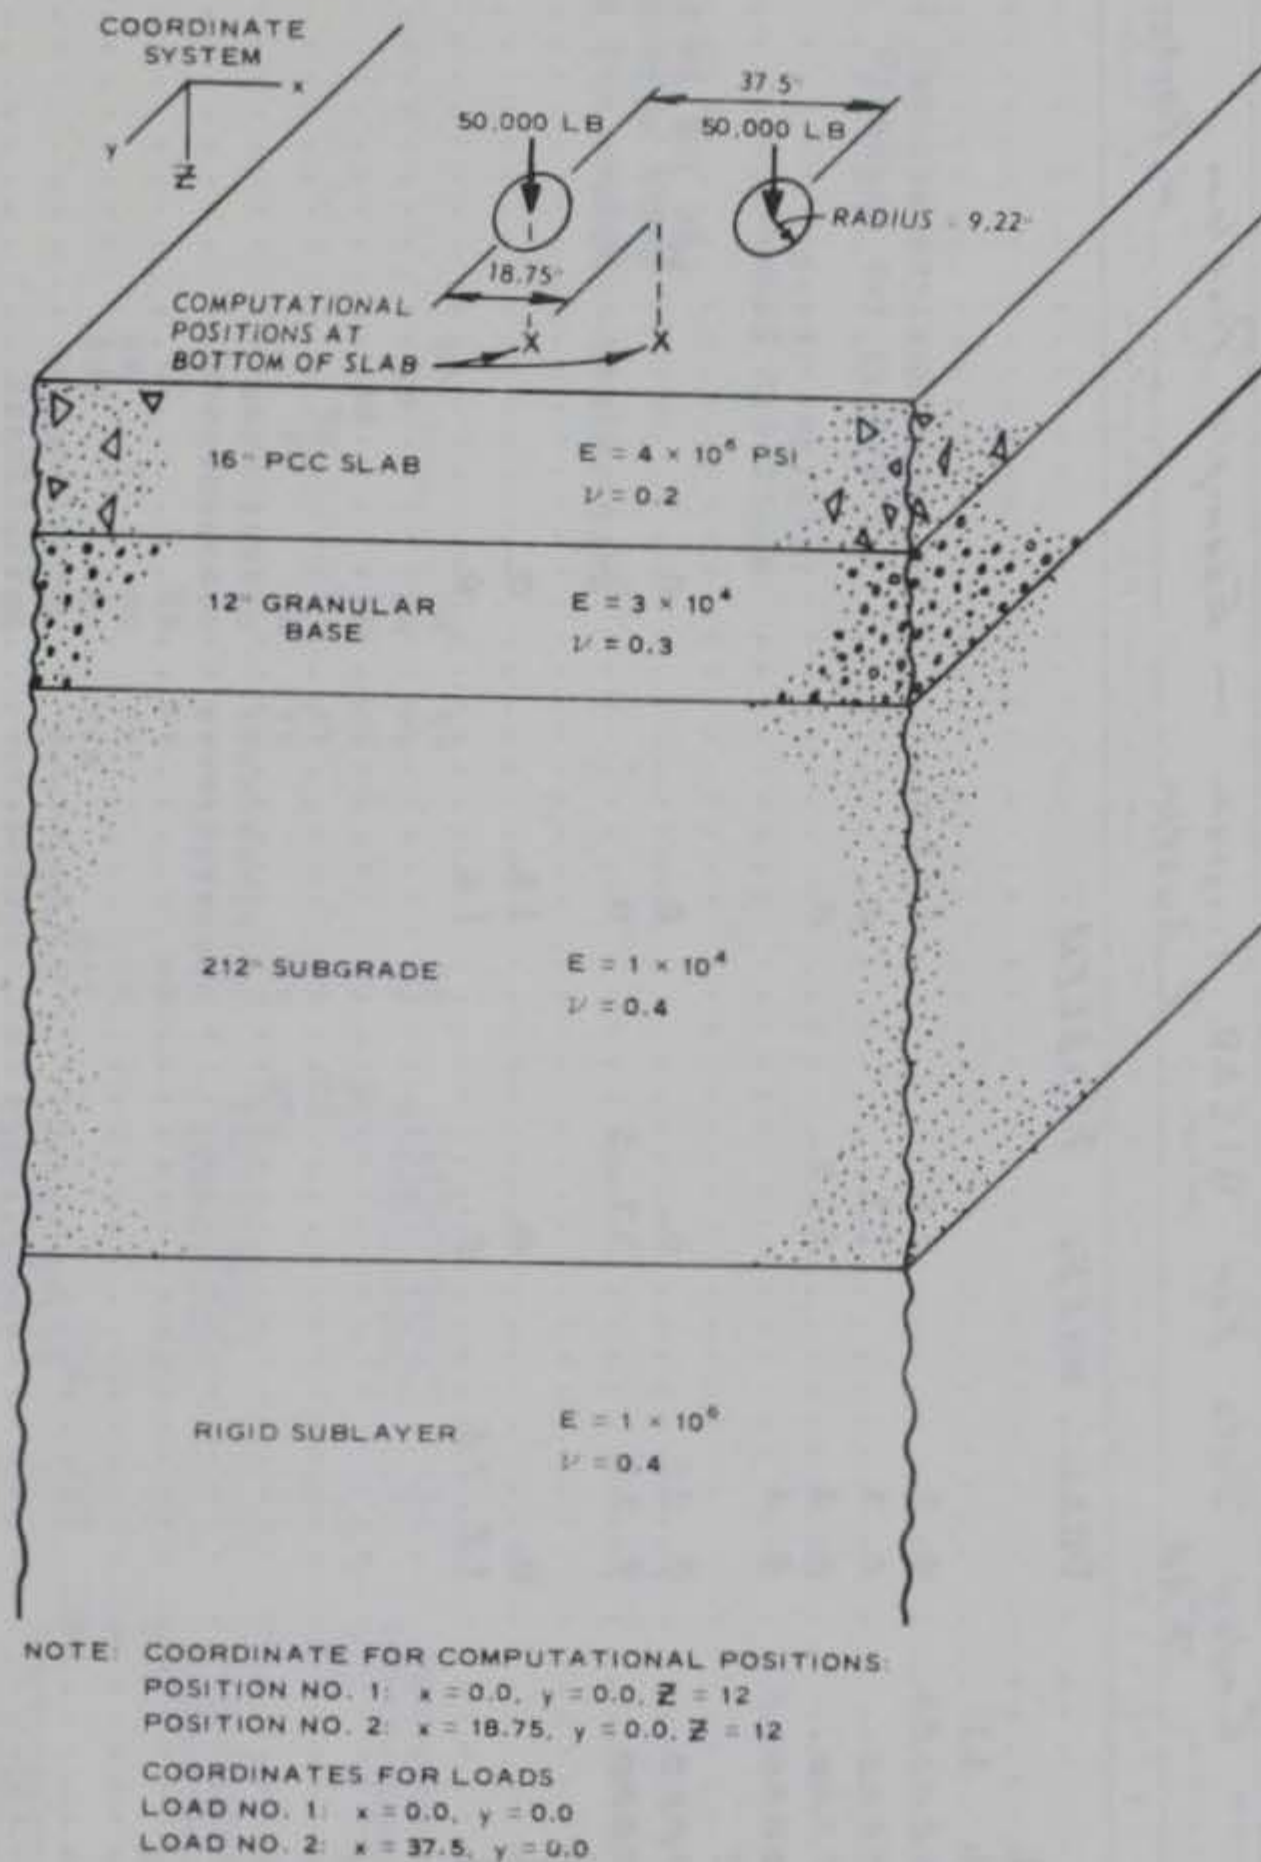 COORDINATE
SYSTEM
x
y
Z
37.5"
50,000 LB
50,000 LB
RADIUS = 9.22"
18.75"
COMPUTATIONAL
POSITIONS AT
BOTTOM OF SLAB
X
X
16" PCC SLAB
E = 4 × 10⁶ PSI
ν = 0.2
12" GRANULAR
BASE
E = 3 × 10⁴
ν = 0.3
212" SUBGRADE
E = 1 × 10⁴
ν = 0.4
RIGID SUBLAYER
E = 1 × 10⁶
ν = 0.4
NOTE: COORDINATE FOR COMPUTATIONAL POSITIONS:
POSITION NO. 1: x = 0.0, y = 0.0, Z = 12
POSITION NO. 2: x = 18.75, y = 0.0, Z = 12
COORDINATES FOR LOADS
LOAD NO. 1: x = 0.0, y = 0.0
LOAD NO. 2: x = 37.5, y = 0.0